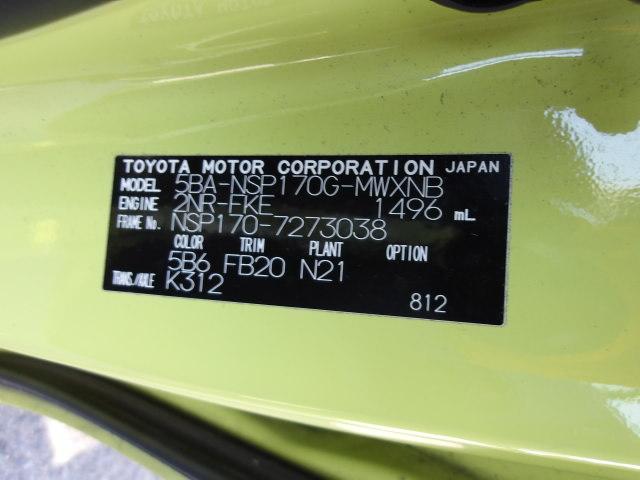 TOYOTA MOTOR CORPORATION JAPAN
MODEL 5BA-NSP170G-MWXNB
ENGINE 2NR-FKE 1496 mL
FRAME No. NSP170-7273038
COLOR TRIM PLANT OPTION
5B6 FB20 N21
TRANS./AXLE K312
812